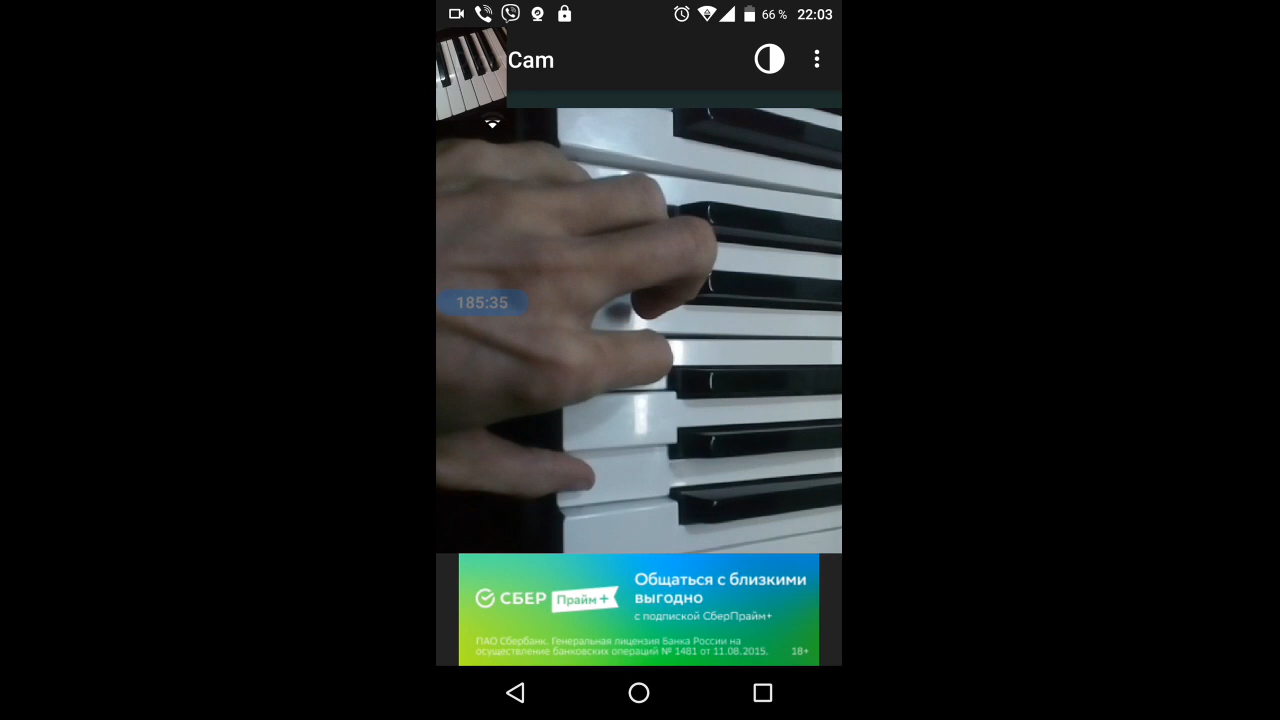 66 %
22:03
Cam
185:35
СБЕР
Прайм+
Общаться с близкими
выгодно
с подпиской СберПрайм+
ПАО Сбербанк. Генеральная лицензия Банка России на
осуществление банковских операций № 1481 от 11.08.2015.
18+